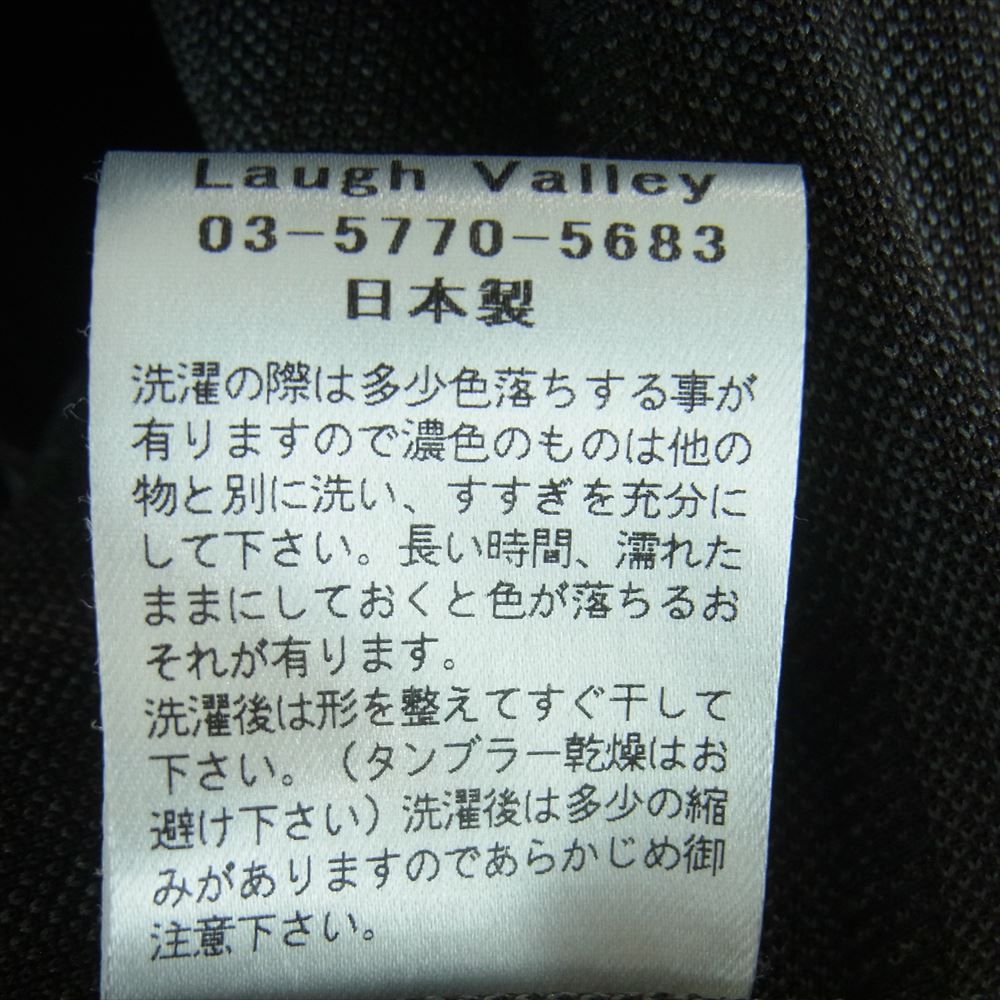 Laugh Valley
03-5770-5683
日本製
洗濯の際は多少色落ちする事が
有りますので濃色のものは他の
物と別に洗い、すすぎを充分に
して下さい。長い時間、濡れた
ままにしておくと色が落ちるお
それが有ります。
洗濯後は形を整えてすぐ干して
下さい。（タンブラー乾燥はお
避け下さい）洗濯後は多少の縮
みがありますのであらかじめ御
注意下さい。